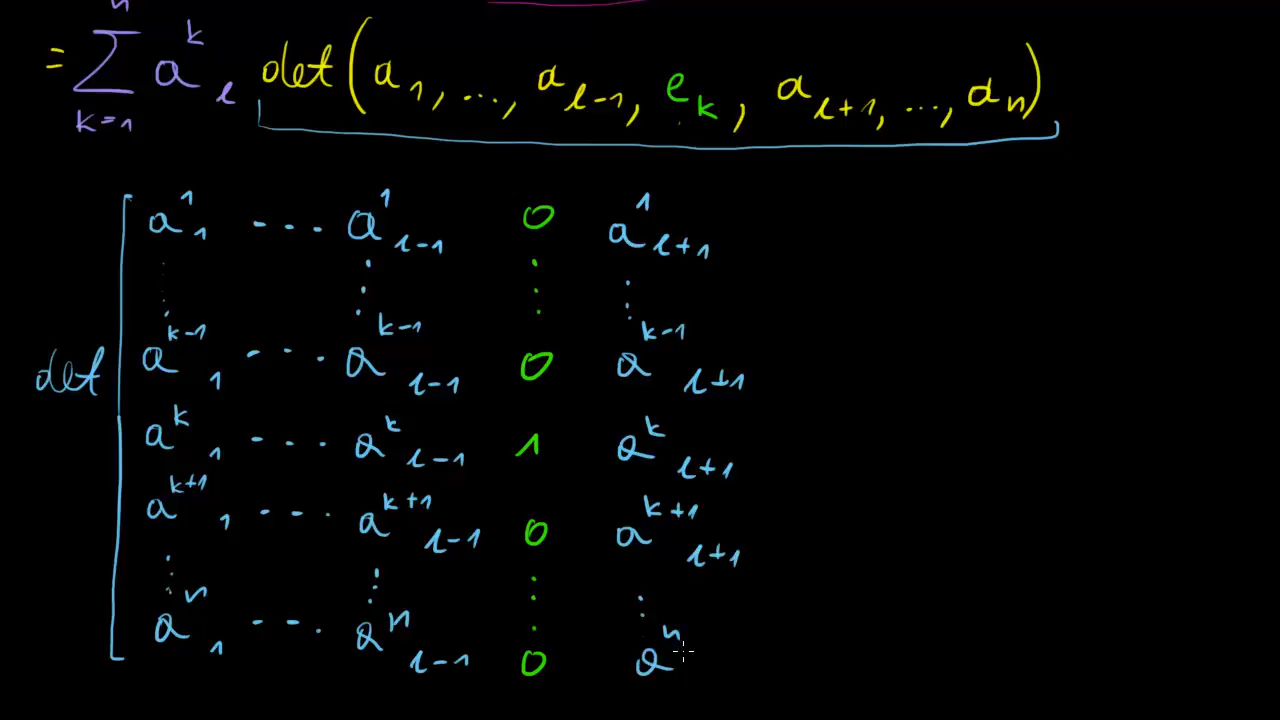 n
= ∑ a^k_l det(a_1, ..., a_{l-1}, e_k, a_{l+1}, ..., a_n)
k=1
a^1_1 ... a^1_{l-1} 0 a^1_{l+1}
⋮ ⋮ ⋮ ⋮
a^{k-1}_1 ... a^{k-1}_{l-1} 0 a^{k-1}_{l+1}
det [ a^k_1 ... a^k_{l-1} 1 a^k_{l+1}
a^{k+1}_1 ... a^{k+1}_{l-1} 0 a^{k+1}_{l+1}
⋮ ⋮ ⋮ ⋮
a^n_1 ... a^n_{l-1} 0 a^n